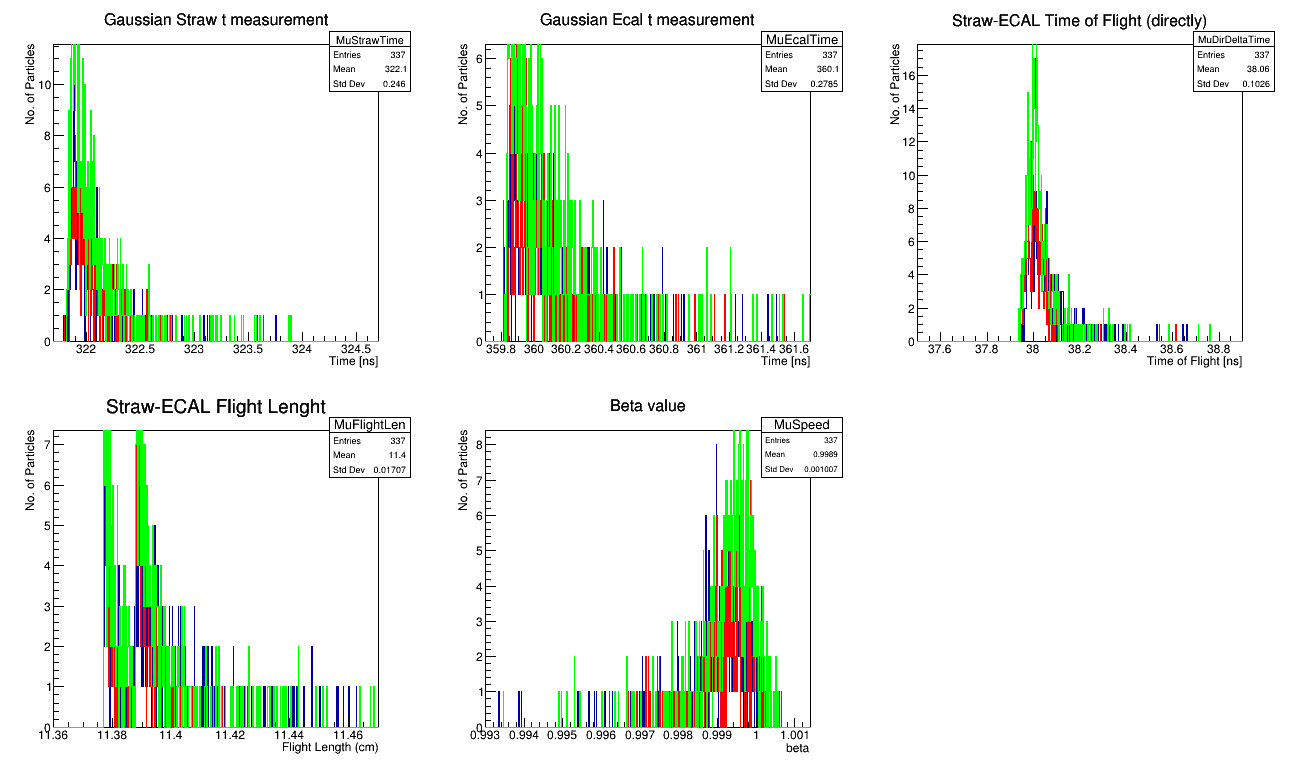 Gaussian Straw t measurement
MuStrawTime
Entries 337
Mean 322.1
Std Dev 0.246
No. of Particles
10
8
6
4
2
0
322 322.5 323 323.5 324 324.5
Time [ns]
Gaussian Ecal t measurement
MuEcalTime
Entries 337
Mean 360.1
Std Dev 0.2785
No. of Particles
6
5
4
3
2
1
0
359.8 360 360.2 360.4 360.6 360.8 361 361.2 361.4 361.6
Time [ns]
Straw-ECAL Time of Flight (directly)
MuDirDeltaTime
Entries 337
Mean 38.06
Std Dev 0.1026
No. of Particles
16
14
12
10
8
6
4
2
0
37.6 37.8 38 38.2 38.4 38.6 38.8
Time of Flight [ns]
Straw-ECAL Flight Lenght
MuFlightLen
Entries 337
Mean 11.4
Std Dev 0.01707
No. of Particles
7
6
5
4
3
2
1
0
11.36 11.38 11.4 11.42 11.44 11.46
Flight Length (cm)
Beta value
MuSpeed
Entries 337
Mean 0.9989
Std Dev 0.001007
No. of Particles
8
7
6
5
4
3
2
1
0
0.993 0.994 0.995 0.996 0.997 0.998 0.999 1 1.001
beta